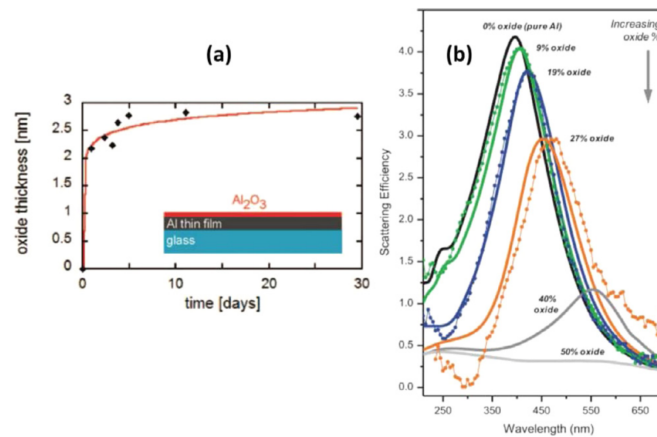 (a)
oxide thickness [nm]
3
2.5
2
1.5
1
0.5
0
Al2O3
Al thin film
glass
0
5
10
15
20
25
30
time [days]
(b)
0% oxide (pure Al)
Increasing
oxide %
9% oxide
19% oxide
27% oxide
40%
oxide
50% oxide
Scattering Efficiency
4.0
3.5
3.0
2.5
2.0
1.5
1.0
0.5
0.0
250
350
450
550
650
Wavelength (nm)